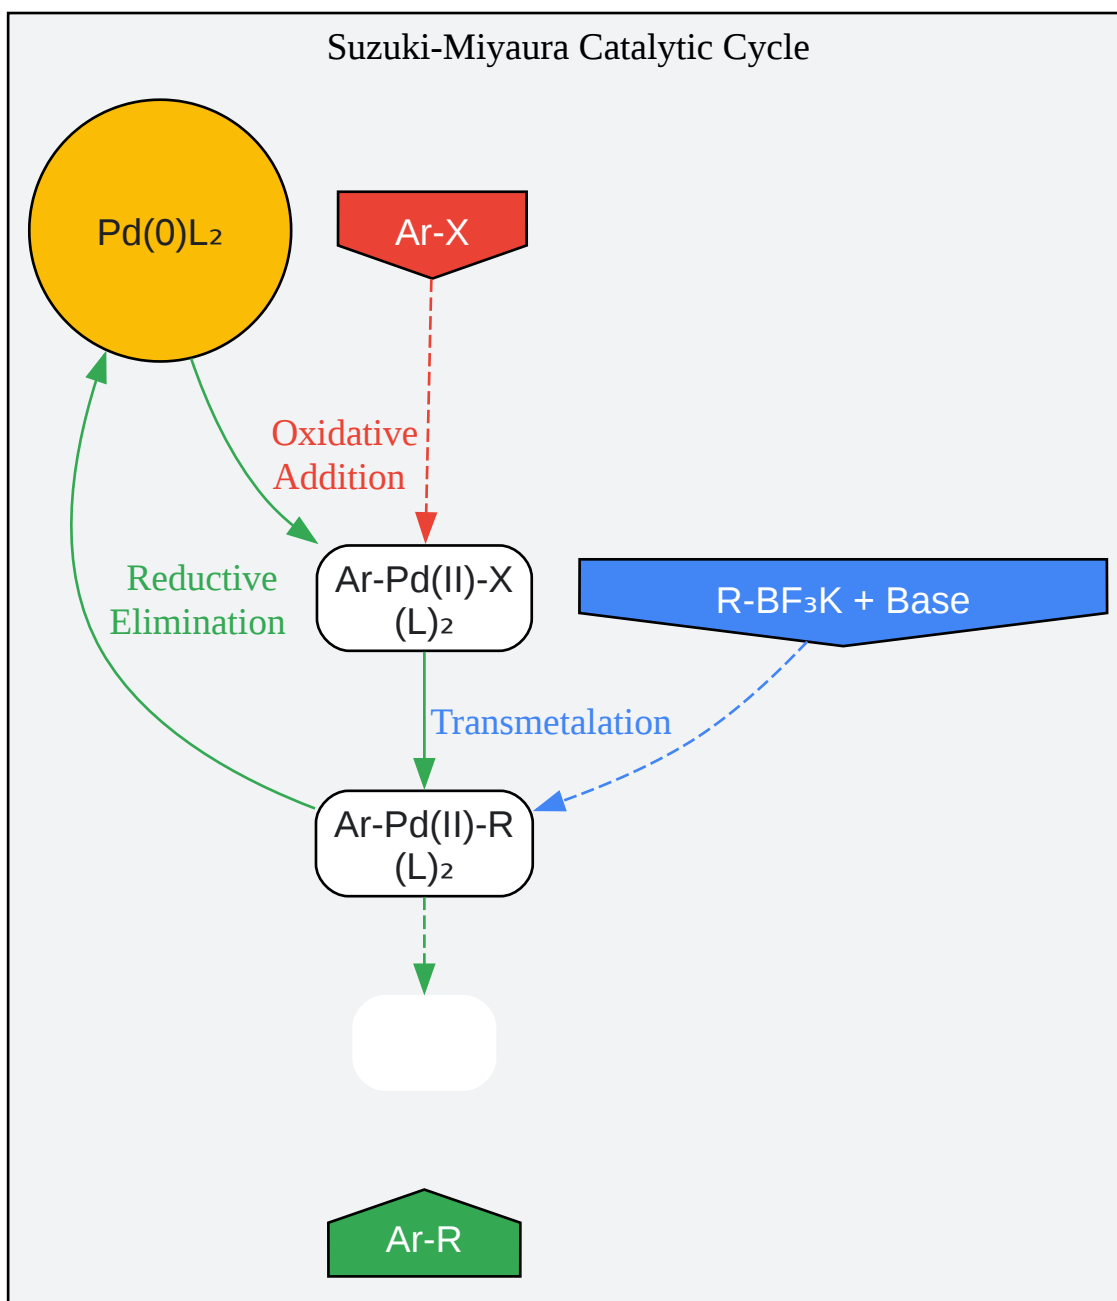 Suzuki-Miyaura Catalytic Cycle
Pd(0)L₂
Ar-X
Oxidative
Addition
Ar-Pd(II)-X
(L)₂
Reductive
Elimination
R-BF₃K + Base
Transmetalation
Ar-Pd(II)-R
(L)₂
Ar-R